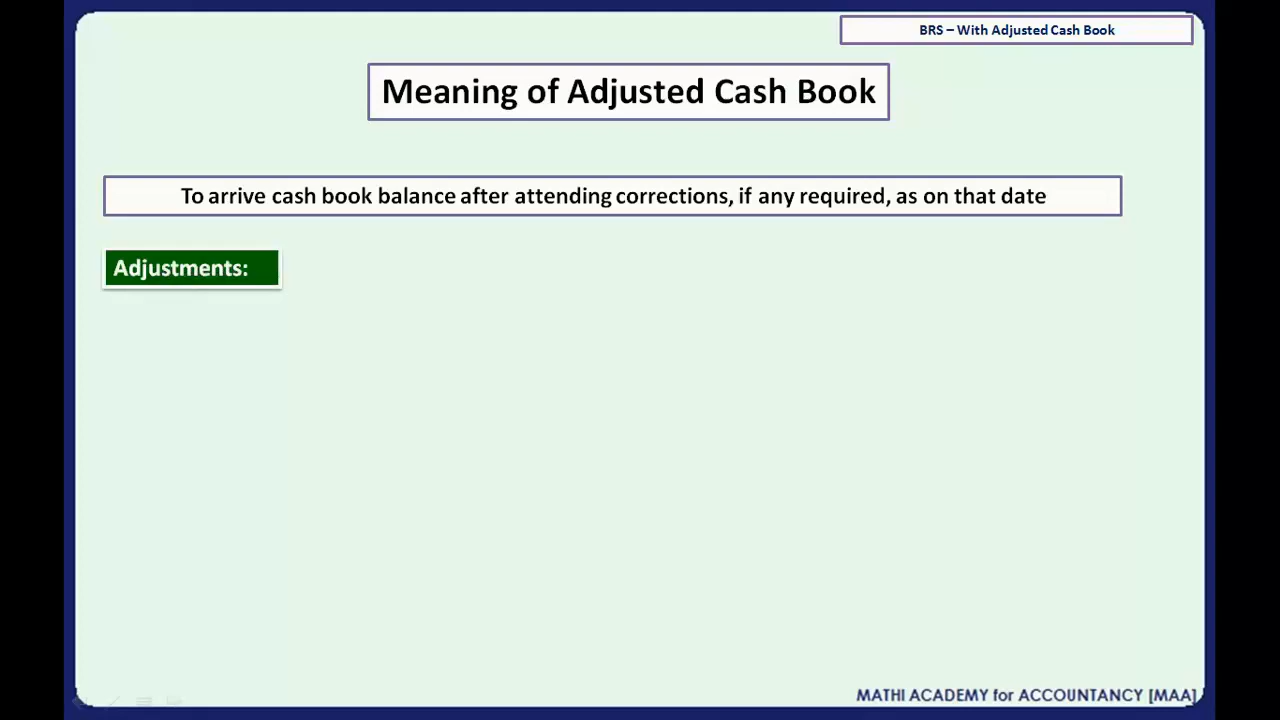 BRS – With Adjusted Cash Book
Meaning of Adjusted Cash Book
To arrive cash book balance after attending corrections, if any required, as on that date
Adjustments:
MATHI ACADEMY for ACCOUNTANCY [MAA]